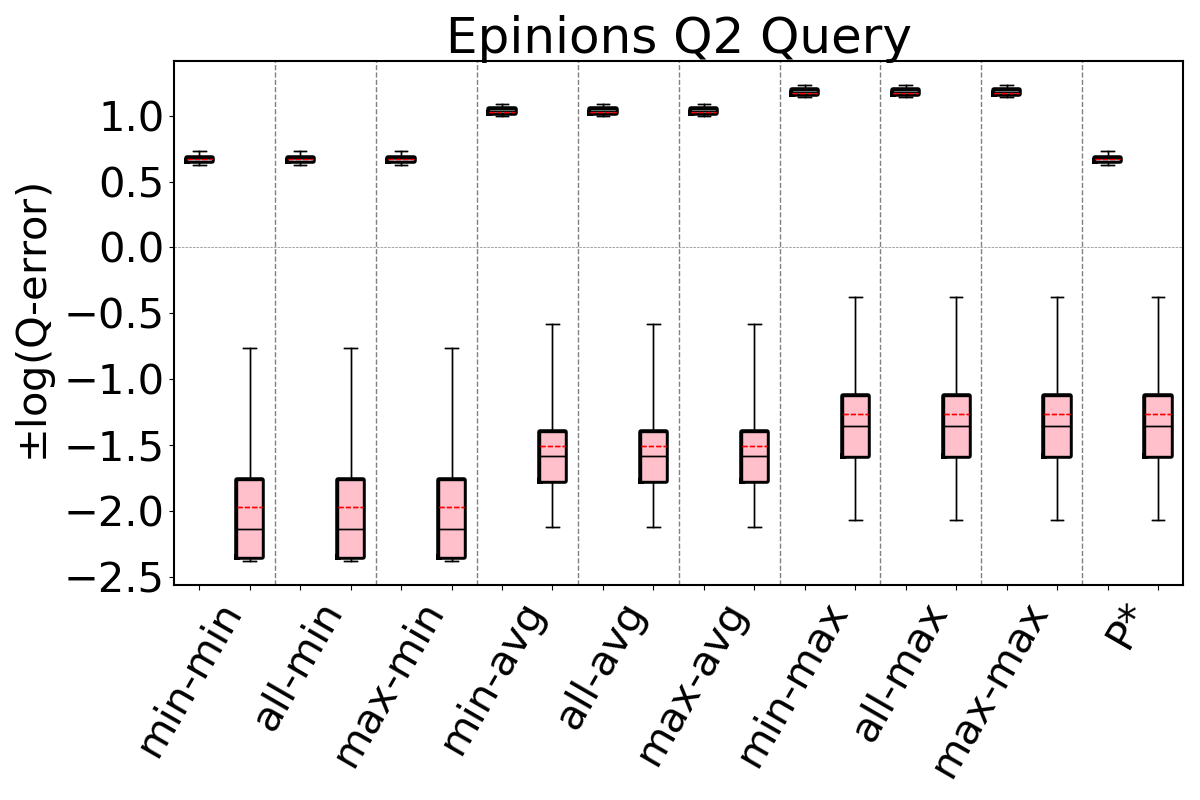 Epinions Q2 Query
±log(Q-error)
1.0
0.5
0.0
−0.5
−1.0
−1.5
−2.0
−2.5
min-min
all-min
max-min
min-avg
all-avg
max-avg
min-max
all-max
max-max
P*